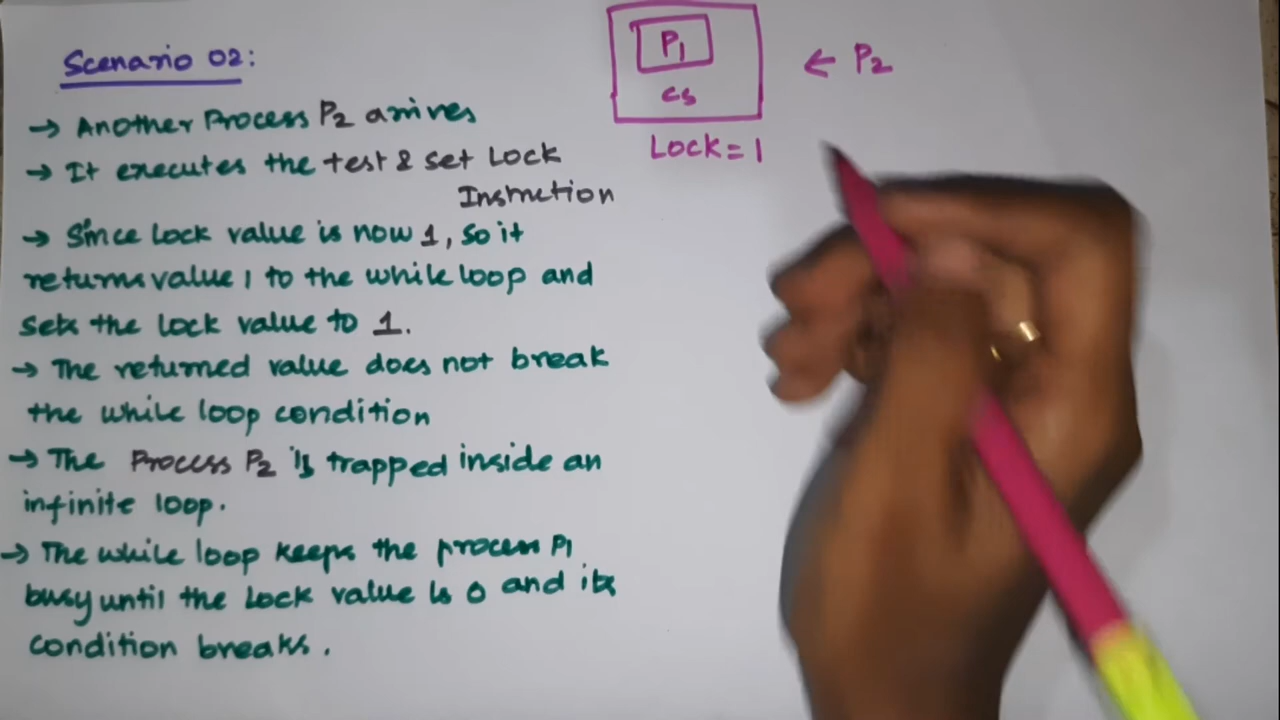 Scenario 02:
→ Another Process P2 arrives
→ It executes the test & set Lock
Instruction
→ Since lock value is now 1, so it
returns value 1 to the while loop and
sets the lock value to 1.
→ The returned value does not break
the while loop condition
→ The Process P2 is trapped inside an
infinite loop.
→ The while loop keeps the process P1
busy until the Lock value is 0 and its
condition breaks.
P1
CS
Lock = 1
← P2